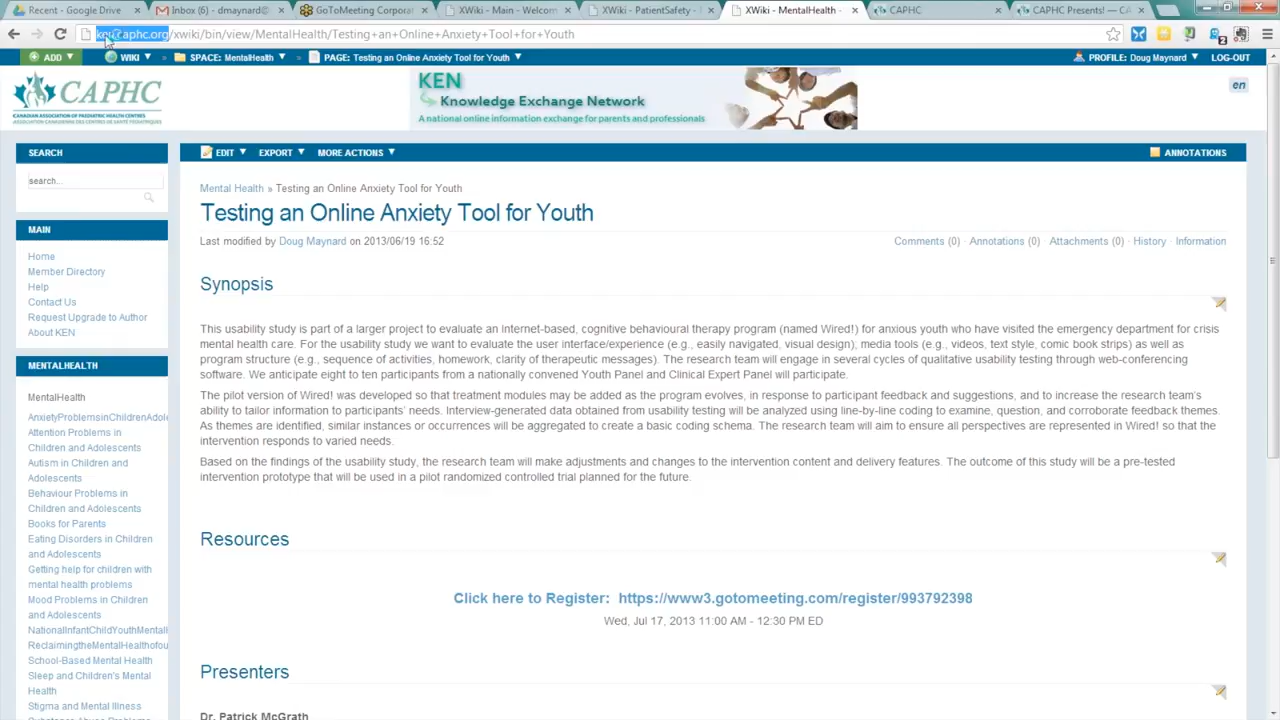 Recent - Google Drive
Inbox (6) - dmaynard@
GoToMeeting Corporat
XWiki - Main - Welcom
XWiki - PatientSafety -
XWiki - MentalHealth -
CAPHC
CAPHC Presents! — CA
caphc.org/xwiki/bin/view/MentalHealth/Testing+an+Online+Anxiety+Tool+for+Youth
ADD
WIKI
SPACE: MentalHealth
PAGE: Testing an Online Anxiety Tool for Youth
PROFILE: Doug Maynard
LOG-OUT
CAPHC
CANADIAN ASSOCIATION OF PAEDIATRIC HEALTH CENTRES
ASSOCIATION CANADIENNE DES CENTRES DE SANTÉ PÉDIATRIQUES
KEN
Knowledge Exchange Network
A national online information exchange for parents and professionals
en
SEARCH
search...
EDIT
EXPORT
MORE ACTIONS
ANNOTATIONS
MAIN
Home
Member Directory
Help
Contact Us
Request Upgrade to Author
About KEN
MENTALHEALTH
MentalHealth
AnxietyProblemsinChildrenAdole
Attention Problems in
Children and Adolescents
Autism in Children and
Adolescents
Behaviour Problems in
Children and Adolescents
Books for Parents
Eating Disorders in Children
and Adolescents
Getting help for children with
mental health problems
Mood Problems in Children
and Adolescents
NationalInfantChildYouthMental
ReclaimingtheMentalHealthofou
School-Based Mental Health
Sleep and Children's Mental
Health
Stigma and Mental Illness
Substance Abuse Problems
Mental Health » Testing an Online Anxiety Tool for Youth
Testing an Online Anxiety Tool for Youth
Last modified by Doug Maynard on 2013/06/19 16:52
Comments (0) · Annotations (0) · Attachments (0) · History · Information
Synopsis
This usability study is part of a larger project to evaluate an Internet-based, cognitive behavioural therapy program (named Wired!) for anxious youth who have visited the emergency department for crisis
mental health care. For the usability study we want to evaluate the user interface/experience (e.g., easily navigated, visual design); media tools (e.g., videos, text style, comic book strips) as well as
program structure (e.g., sequence of activities, homework, clarity of therapeutic messages). The research team will engage in several cycles of qualitative usability testing through web-conferencing
software. We anticipate eight to ten participants from a nationally convened Youth Panel and Clinical Expert Panel will participate.
The pilot version of Wired! was developed so that treatment modules may be added as the program evolves, in response to participant feedback and suggestions, and to increase the research team's
ability to tailor information to participants' needs. Interview-generated data obtained from usability testing will be analyzed using line-by-line coding to examine, question, and corroborate feedback themes.
As themes are identified, similar instances or occurrences will be aggregated to create a basic coding schema. The research team will aim to ensure all perspectives are represented in Wired! so that the
intervention responds to varied needs.
Based on the findings of the usability study, the research team will make adjustments and changes to the intervention content and delivery features. The outcome of this study will be a pre-tested
intervention prototype that will be used in a pilot randomized controlled trial planned for the future.
Resources
Click here to Register: https://www3.gotomeeting.com/register/993792398
Wed, Jul 17, 2013 11:00 AM - 12:30 PM ED
Presenters
Dr. Patrick McGrath